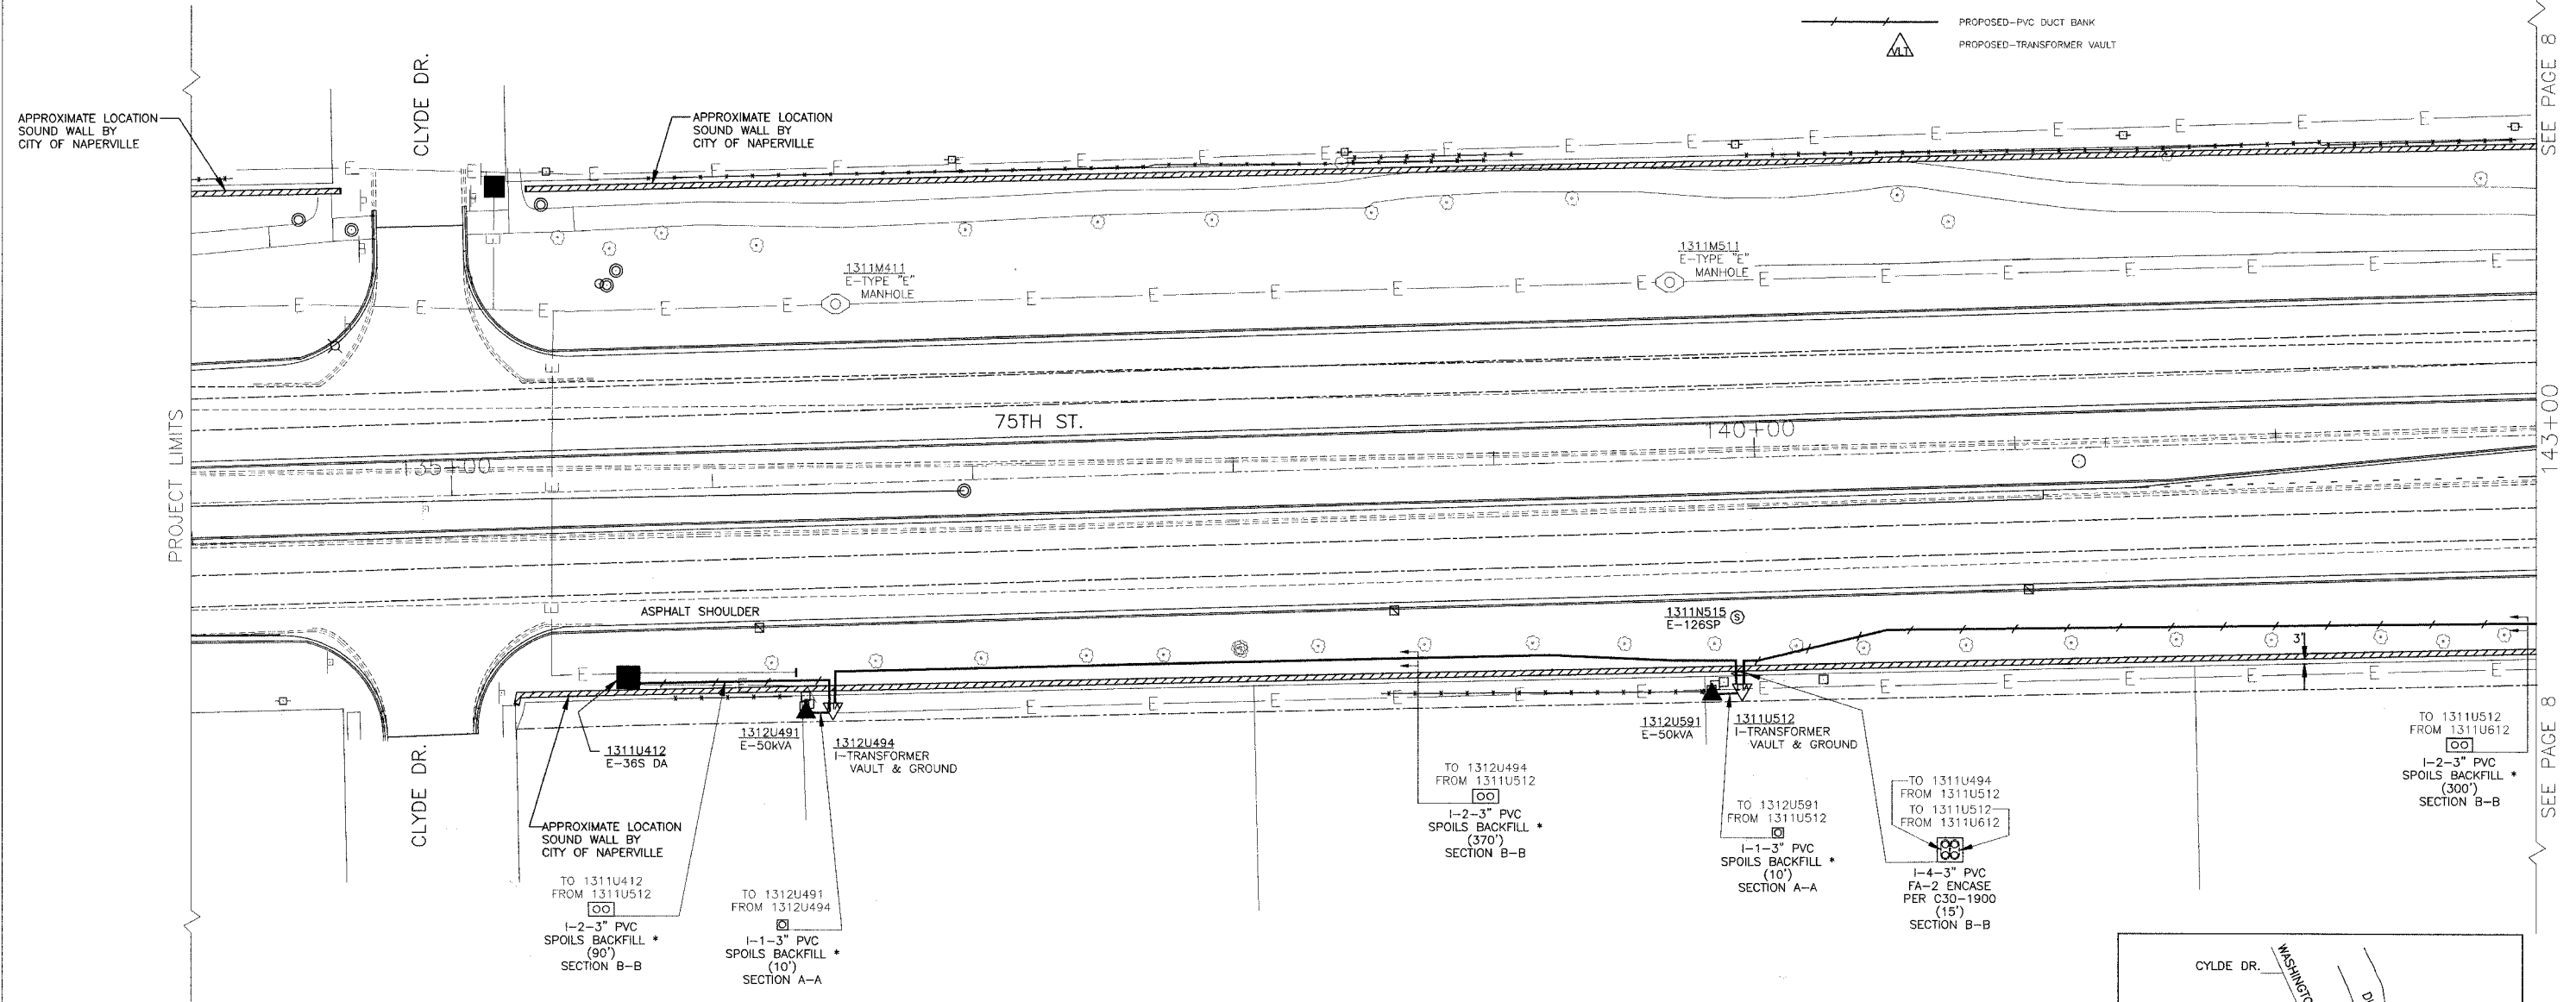 PROPOSED-PVC DUCT BANK
VLT
PROPOSED-TRANSFORMER VAULT
SEE PAGE 8
CLYDE DR.
APPROXIMATE LOCATION
SOUND WALL BY
CITY OF NAPERVILLE
APPROXIMATE LOCATION
SOUND WALL BY
CITY OF NAPERVILLE
1311M411
E-TYPE "E"
MANHOLE
1311M511
E-TYPE "E"
MANHOLE
75TH ST.
140+00
143+00
135+00
PROJECT LIMITS
ASPHALT SHOULDER
1311N515
E-126SP
S
3'
1311U412
E-36S DA
1312U491
E-50kVA
1312U494
I-TRANSFORMER
VAULT & GROUND
1312U591
E-50kVA
1311U512
I-TRANSFORMER
VAULT & GROUND
CLYDE DR.
APPROXIMATE LOCATION
SOUND WALL BY
CITY OF NAPERVILLE
TO 1311U412
FROM 1311U512
I-2-3" PVC
SPOILS BACKFILL *
(90')
SECTION B-B
TO 1312U491
FROM 1312U494
I-1-3" PVC
SPOILS BACKFILL *
(10')
SECTION A-A
TO 1312U494
FROM 1311U512
I-2-3" PVC
SPOILS BACKFILL *
(370')
SECTION B-B
TO 1312U591
FROM 1311U512
I-1-3" PVC
SPOILS BACKFILL *
(10')
SECTION A-A
TO 1311U494
FROM 1311U512
TO 1311U512
FROM 1311U612
I-4-3" PVC
FA-2 ENCASE
PER C30-1900
(15')
SECTION B-B
TO 1311U512
FROM 1311U612
I-2-3" PVC
SPOILS BACKFILL *
(300')
SECTION B-B
SEE PAGE 8
CYLDE DR.